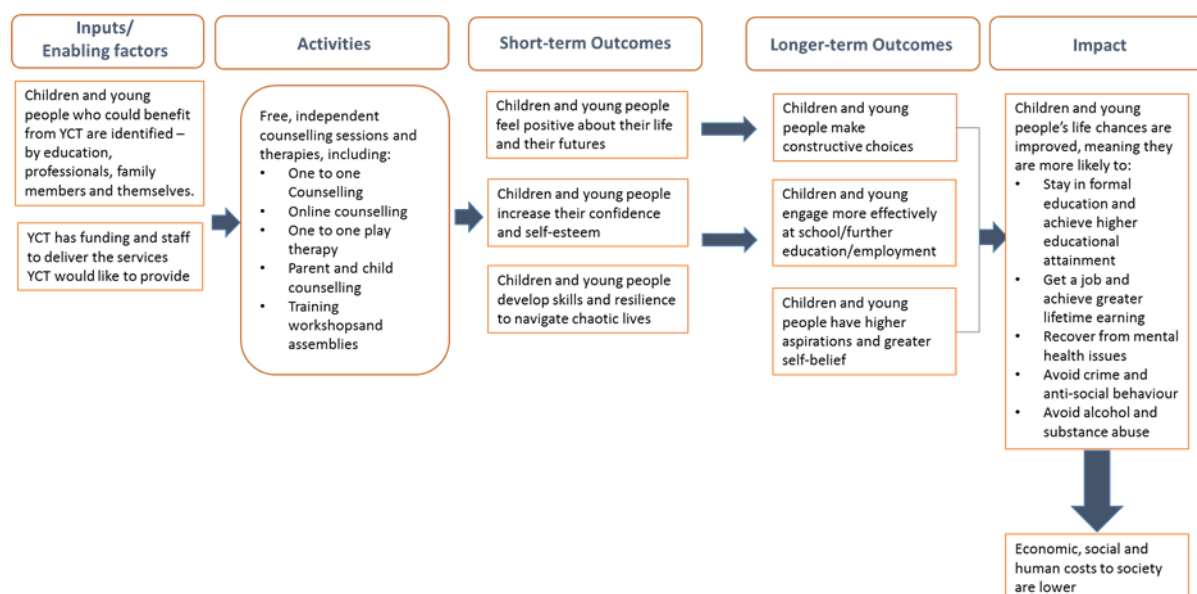 Inputs/
Enabling factors
Activities
Short-term Outcomes
Longer-term Outcomes
Impact
Children and young
people who could benefit
from YCT are identified –
by education,
professionals, family
members and themselves.
YCT has funding and staff
to deliver the services
YCT would like to provide
Free, independent
counselling sessions and
therapies, including:
• One to one
Counselling
• Online counselling
• One to one play
therapy
• Parent and child
counselling
• Training
workshopsand
assemblies
Children and young people
feel positive about their life
and their futures
Children and young people
increase their confidence
and self-esteem
Children and young people
develop skills and resilience
to navigate chaotic lives
Children and young
people make
constructive choices
Children and young
engage more effectively
at school/further
education/employment
Children and young
people have higher
aspirations and greater
self-belief
Children and young
people's life chances are
improved, meaning they
are more likely to:
• Stay in formal
education and
achieve higher
educational
attainment
• Get a job and
achieve greater
lifetime earning
• Recover from mental
health issues
• Avoid crime and
anti-social behaviour
• Avoid alcohol and
substance abuse
Economic, social and
human costs to society
are lower